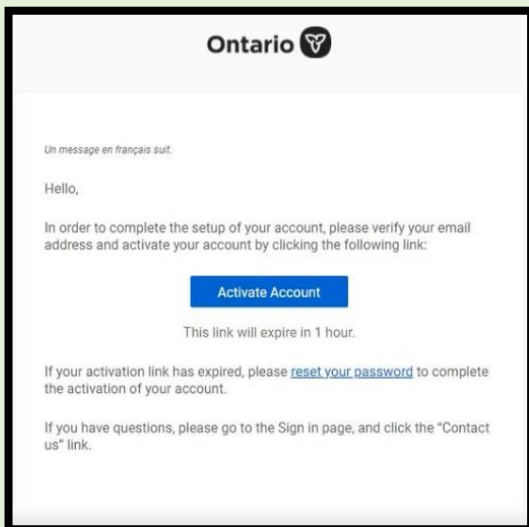 Ontario
Un message en français suit.
Hello,
In order to complete the setup of your account, please verify your email
address and activate your account by clicking the following link:
Activate Account
This link will expire in 1 hour.
If your activation link has expired, please reset your password to complete
the activation of your account.
If you have questions, please go to the Sign in page, and click the “Contact
us” link.